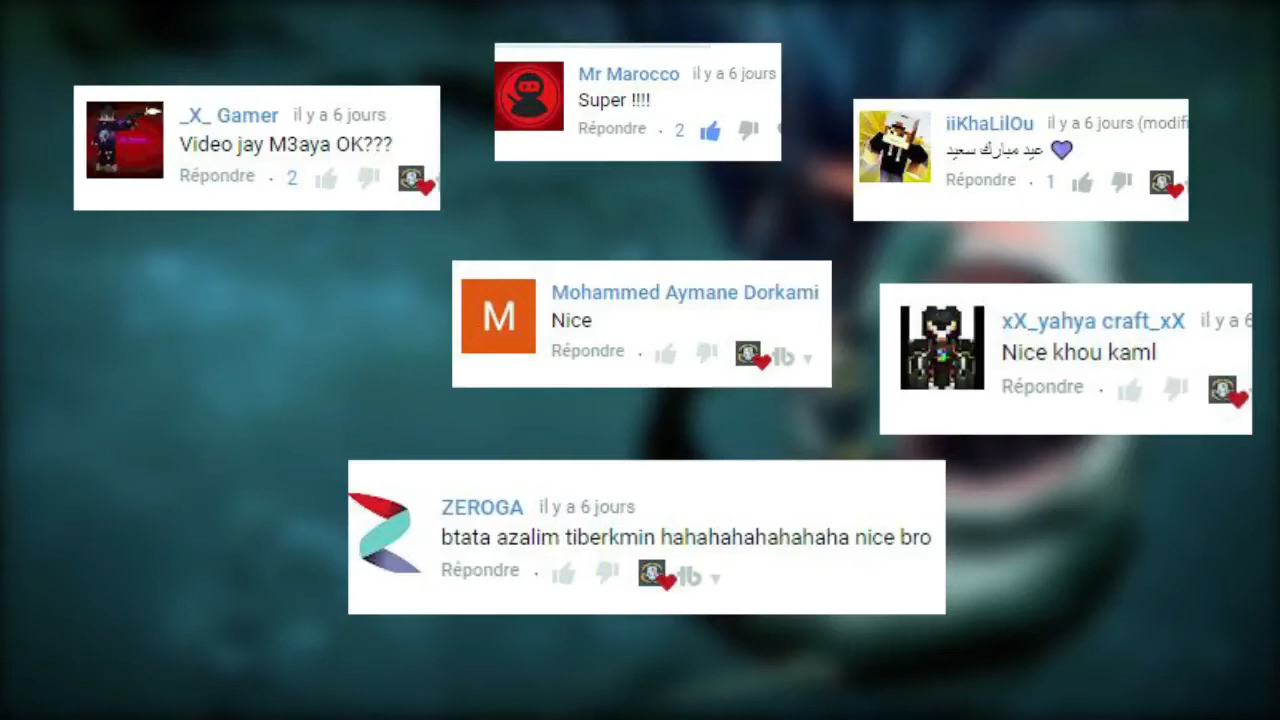 _X_ Gamer il y a 6 jours
Video jay M3aya OK???
Répondre . 2
Mr Marocco il y a 6 jours
Super !!!!
Répondre . 2
iiKhaLilOu il y a 6 jours (modifi
عيد مبارك سعيد 💜
Répondre . 1
Mohammed Aymane Dorkami
Nice
Répondre .
xX_yahya craft_xX il y a 6
Nice khou kaml
Répondre .
ZEROGA il y a 6 jours
btata azalim tiberkmin hahahahahahahaha nice bro
Répondre .